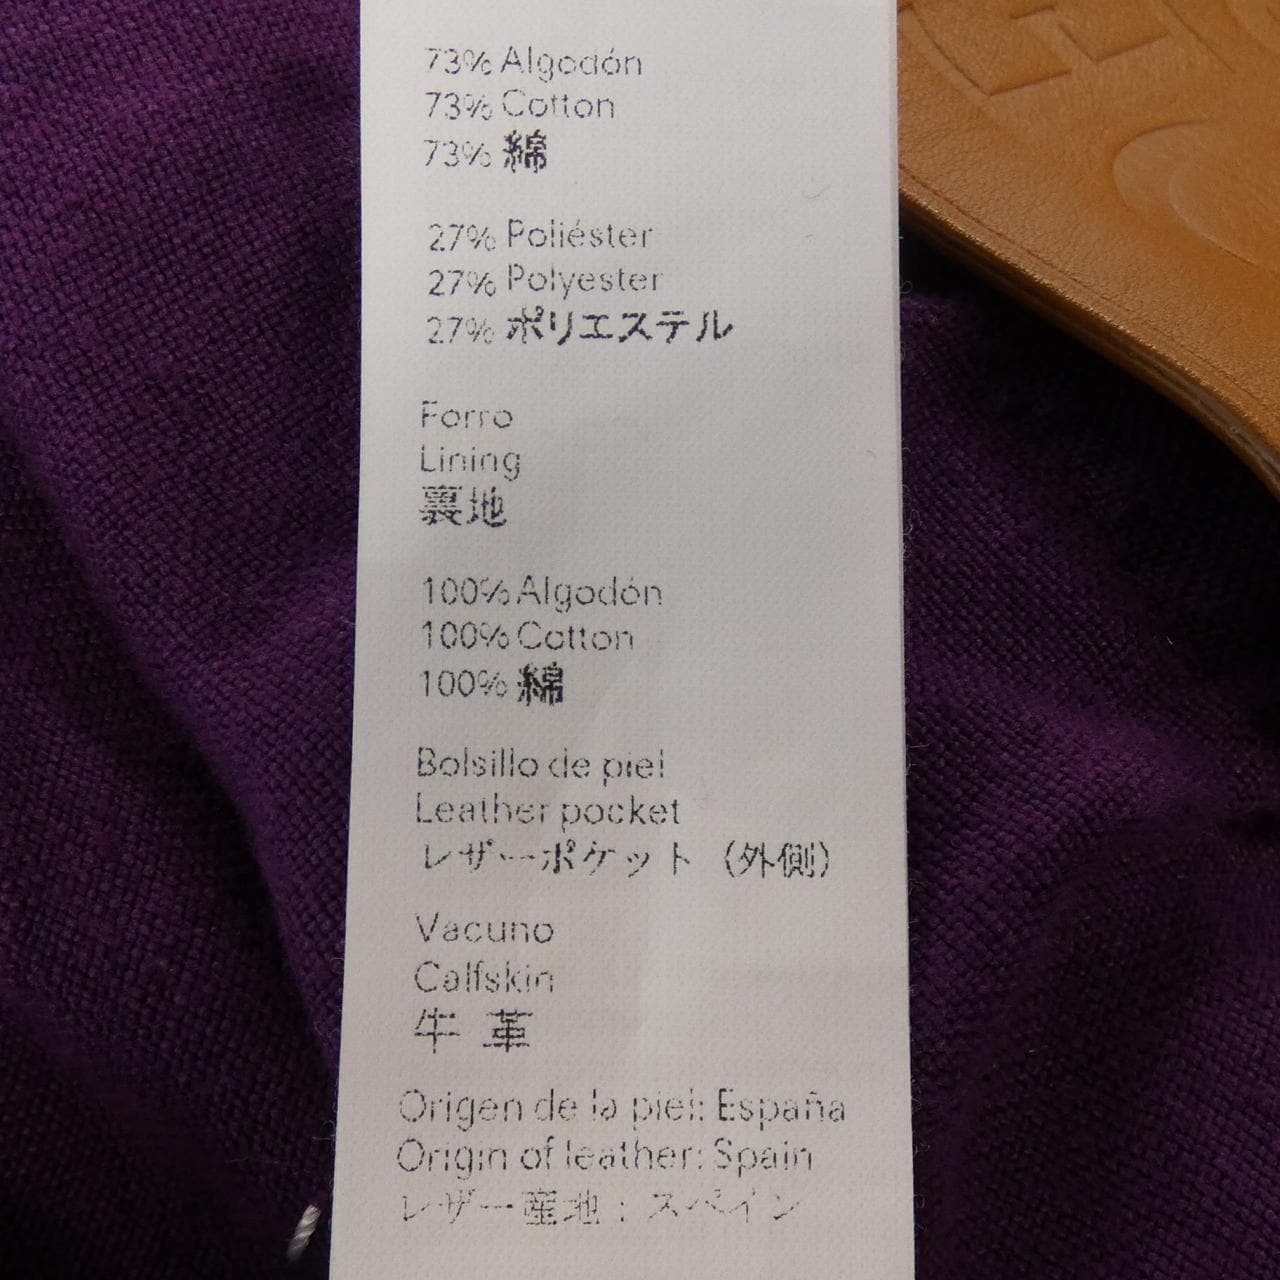 73% Algodón
73% Cotton
73% 綿
27% Poliéster
27% Polyester
27% ポリエステル
Forro
Lining
裏地
100% Algodón
100% Cotton
100% 綿
Bolsillo de piel
Leather pocket
レザーポケット（外側）
Vacuno
Calfskin
牛 革
Origen de la piel: España
Origin of leather: Spain
レザー産地：スペイン